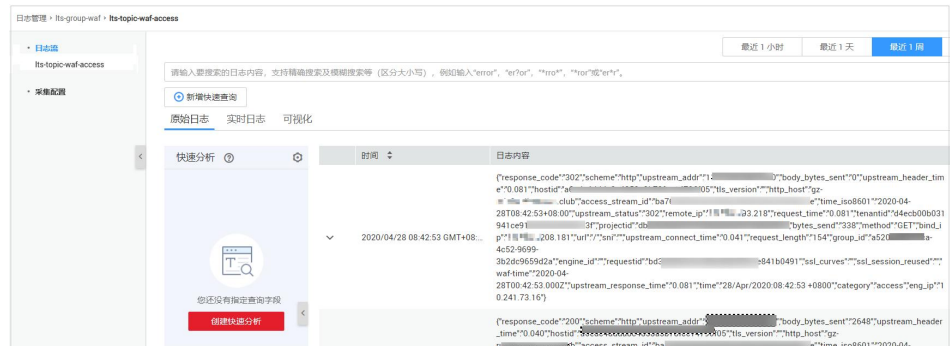 日志管理 › lts-group-waf › lts-topic-waf-access
日志流
lts-topic-waf-access
采集配置
最近 1 小时 最近 1 天 最近 1 周
请输入要搜索的日志内容，支持精确搜索及模糊搜索等（区分大小写），例如输入"error"，"er?or"，"*rro*"，"*ror"或"er*r"。
新增快速查询
原始日志 实时日志 可视化
快速分析
时间 日志内容
您还没有指定查询字段
创建快速分析
2020/04/28 08:42:53 GMT+08:...
{"response_code":"302","scheme":"http","upstream_addr":"1 0","body_bytes_sent":"0","upstream_header_tim
e":"0.081","hostid":"a 05","tls_version":"","http_host":"gz-
.club","access_stream_id":"ba7 e","time_iso8601":"2020-04-
28T08:42:53+08:00","upstream_status":"302","remote_ip":" .93.218","request_time":"0.081","tenantid":"d4ecb00b031
941ce91 3f","projectid":"db ,"bytes_send":"338","method":"GET","bind_i
p":" .208.181","url":"/","sni":"","upstream_connect_time":"0.041","request_length":"154","group_id":"a520 a-
4c52-9699-
3b2dc9659d2a","engine_id":"","requestid":"bd3 e841b0491","ssl_curves":"","ssl_session_reused":"",
waf-time":"2020-04-
28T00:42:53.000Z","upstream_response_time":"0.081","time":"28/Apr/2020:08:42:53 +0800","category":"access","eng_ip":"1
0.241.73.16"}
{"response_code":"200","scheme":"http","upstream_addr":" ","body_bytes_sent":"2648","upstream_header
_time":"0.040","hostid": 05","tls_version":"","http_host":"gz-
"access_stream_id":"ba "time_iso8601":"2020-04-